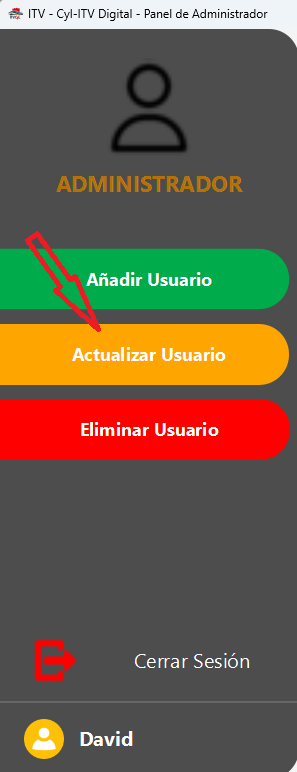 ITV - Cyl-ITV Digital - Panel de Administrador
ADMINISTRADOR
Añadir Usuario
Actualizar Usuario
Eliminar Usuario
Cerrar Sesión
David